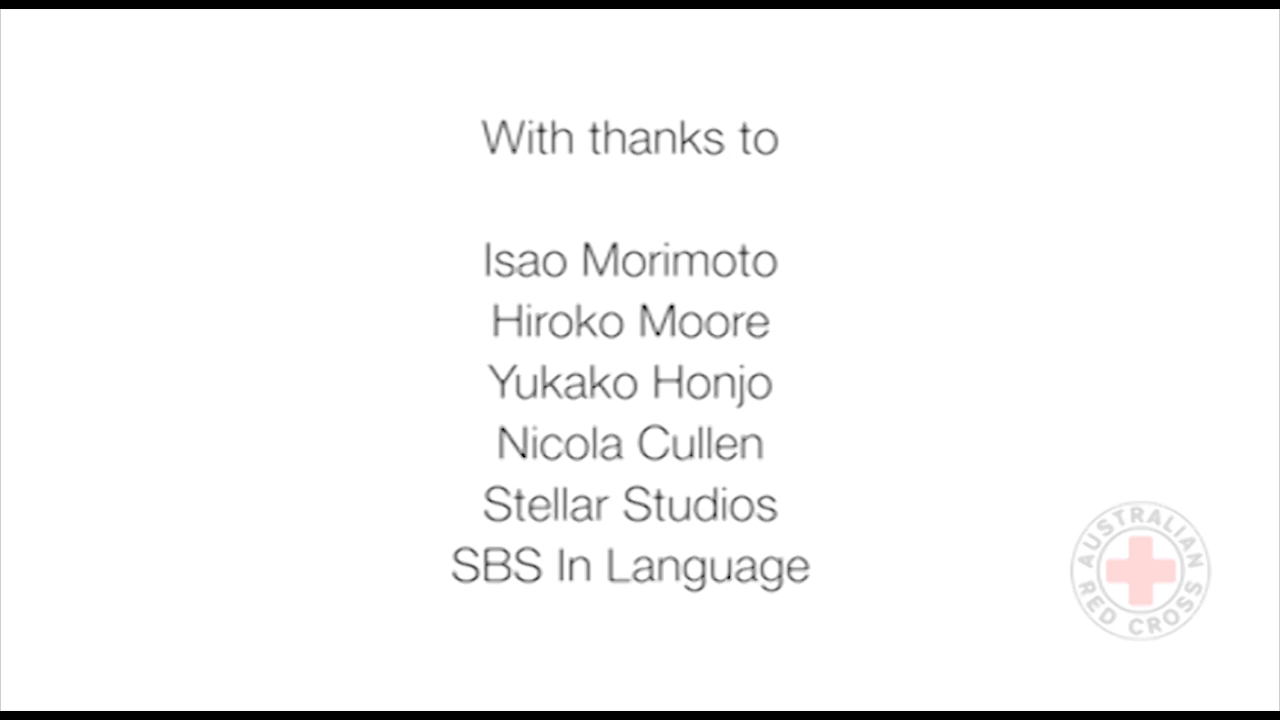 With thanks to
Isao Morimoto
Hiroko Moore
Yukako Honjo
Nicola Cullen
Stellar Studios
SBS In Language
AUSTRALIAN
RED CROSS